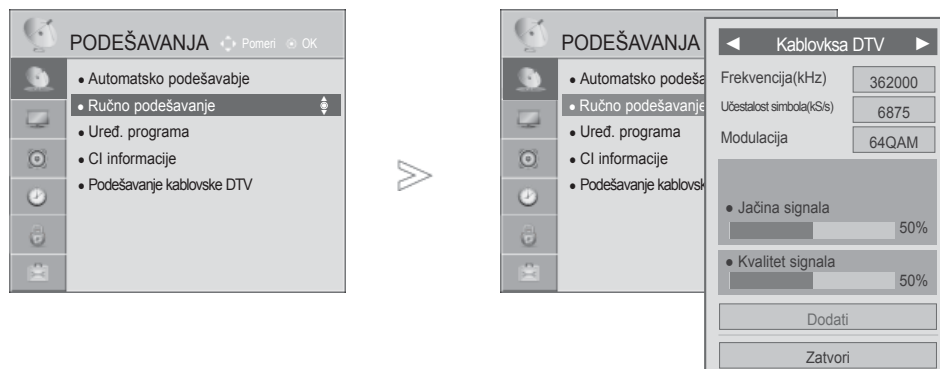 PODEŠAVANJA Pomeri OK
• Automatsko podešavabje
• Ručno podešavanje
• Uređ. programa
• CI informacije
• Podešavanje kablovske DTV
PODEŠAVANJA
• Automatsko podeša
• Ručno podešavanje
• Uređ. programa
• CI informacije
• Podešavanje kablovsk
◄ Kablovksa DTV ►
Frekvencija(kHz) 362000
Učestalost simbola(kS/s) 6875
Modulacija 64QAM
• Jačina signala
50%
• Kvalitet signala
50%
Dodati
Zatvori